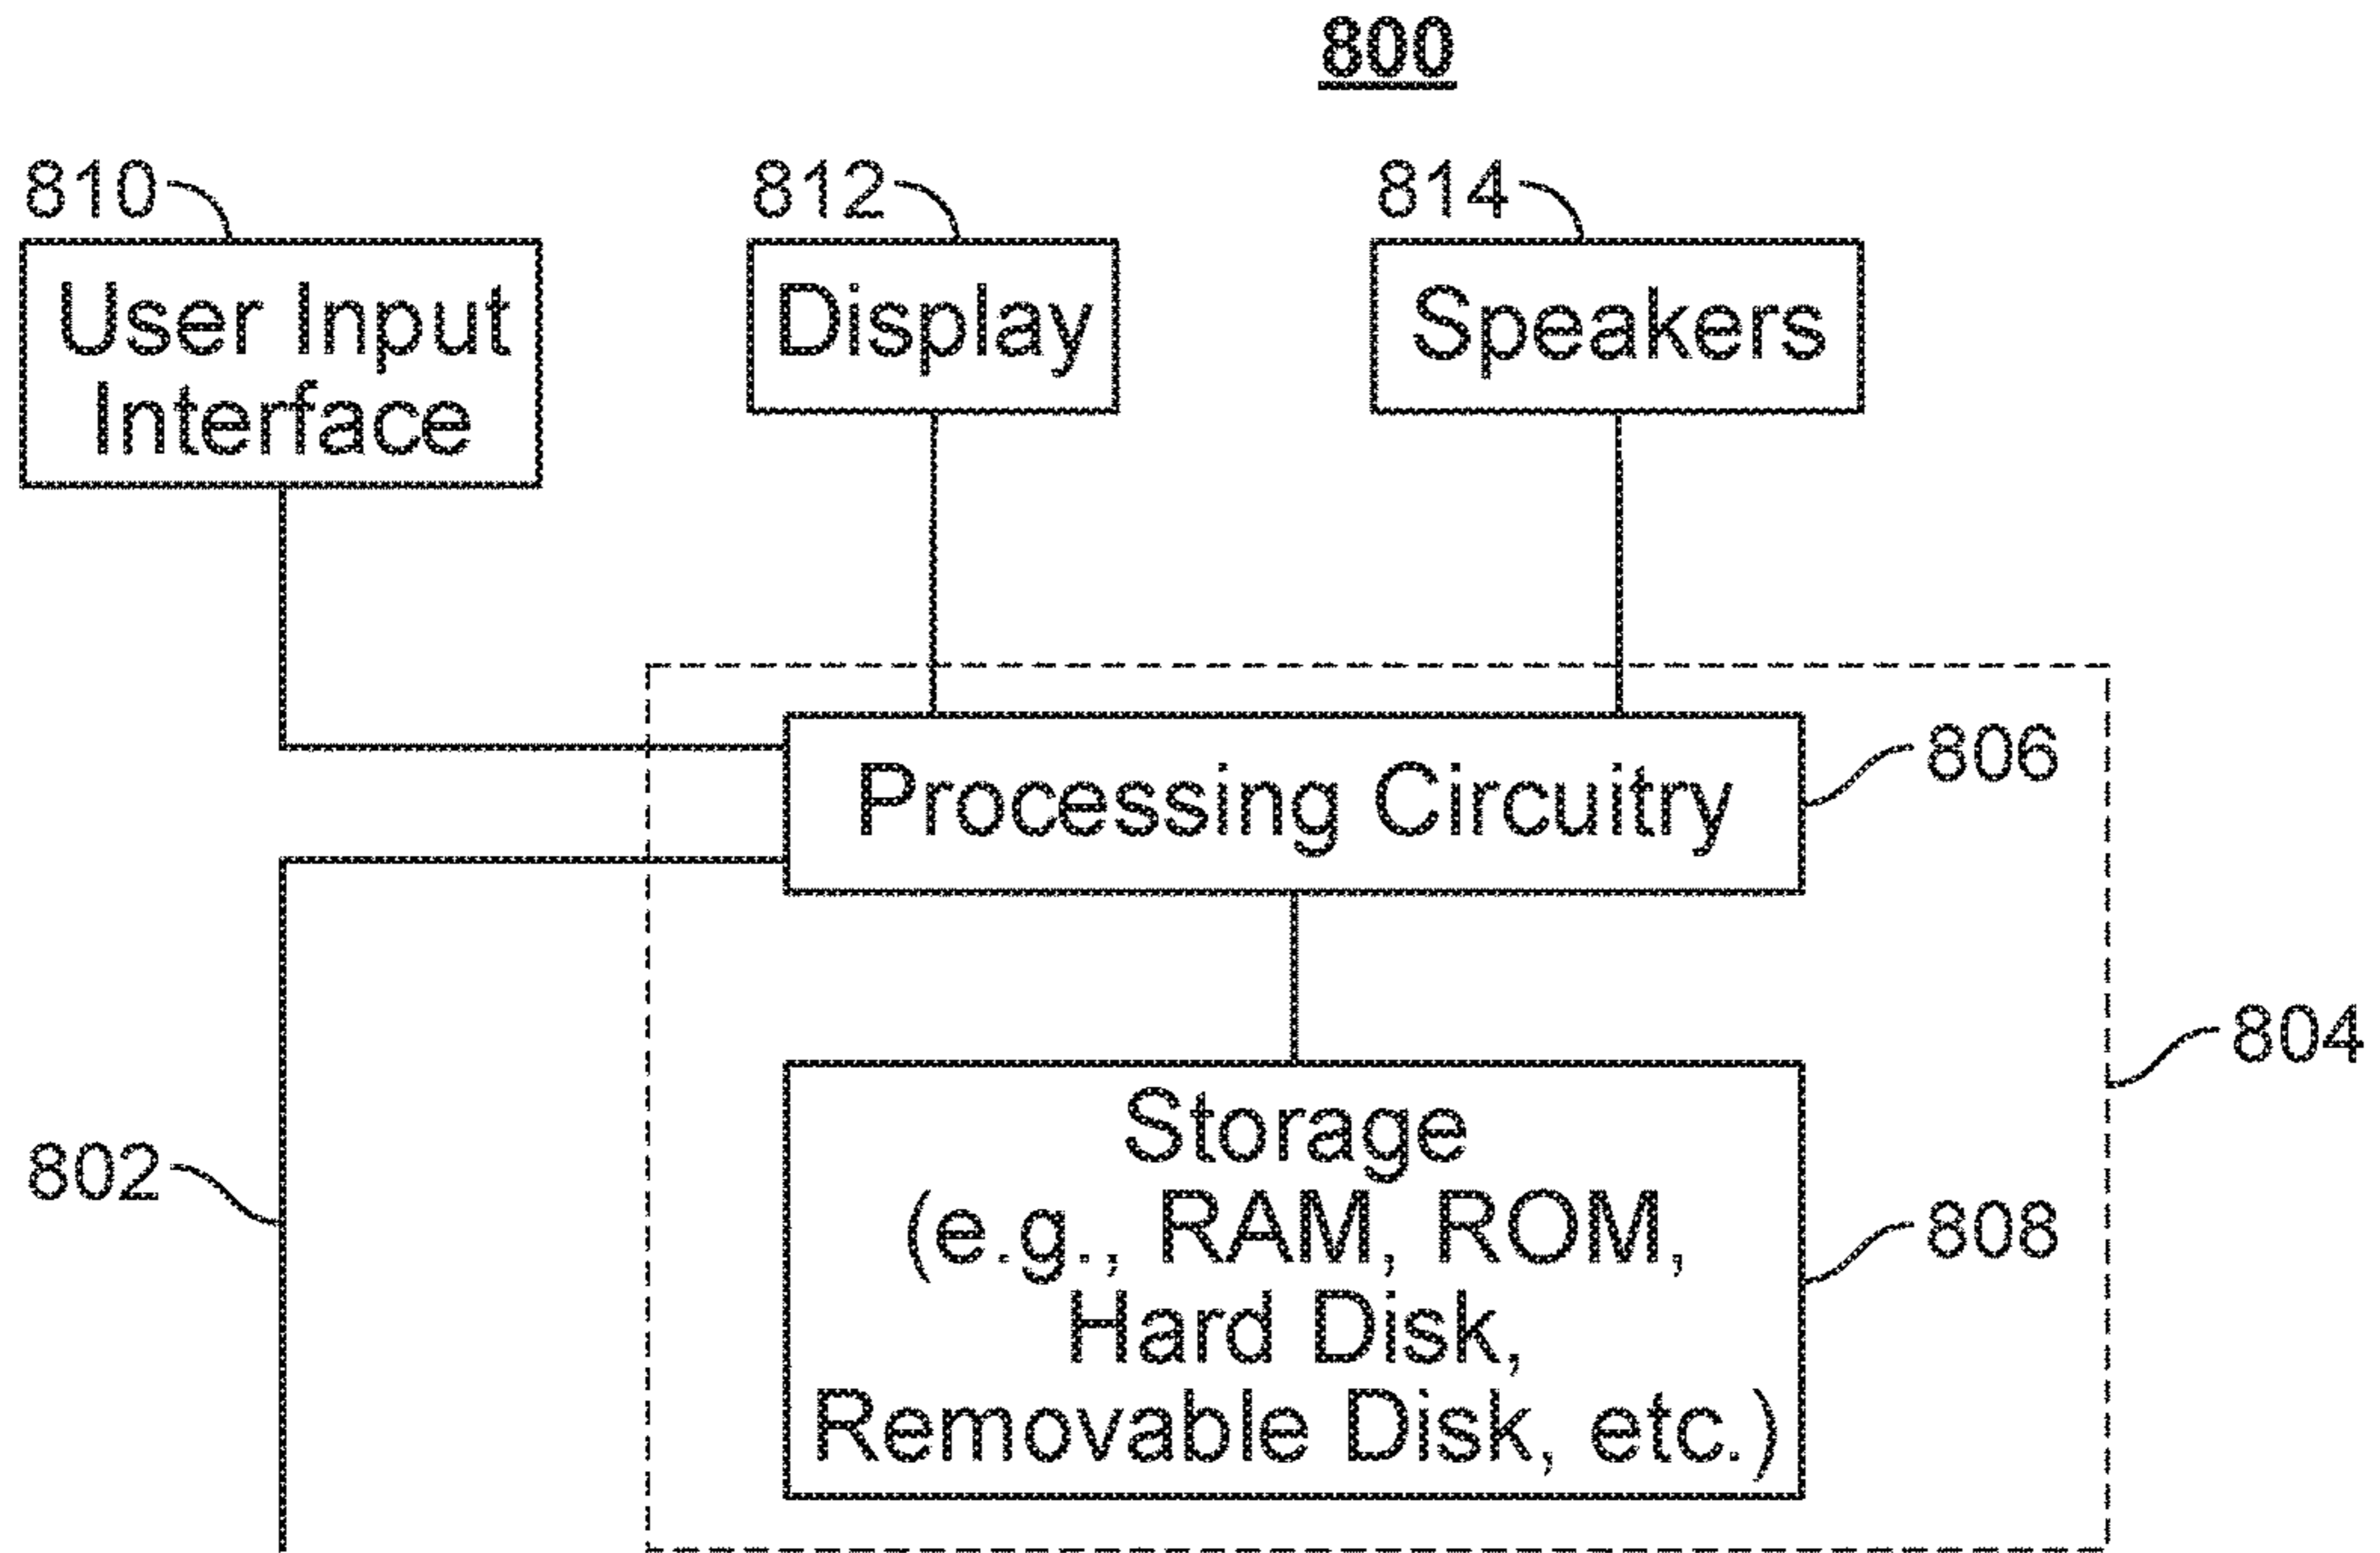 800
810
812
814
User Input
Interface
Display
Speakers
806
Processing Circuitry
804
802
Storage
(e.g., RAM, ROM,
Hard Disk,
Removable Disk, etc.)
808